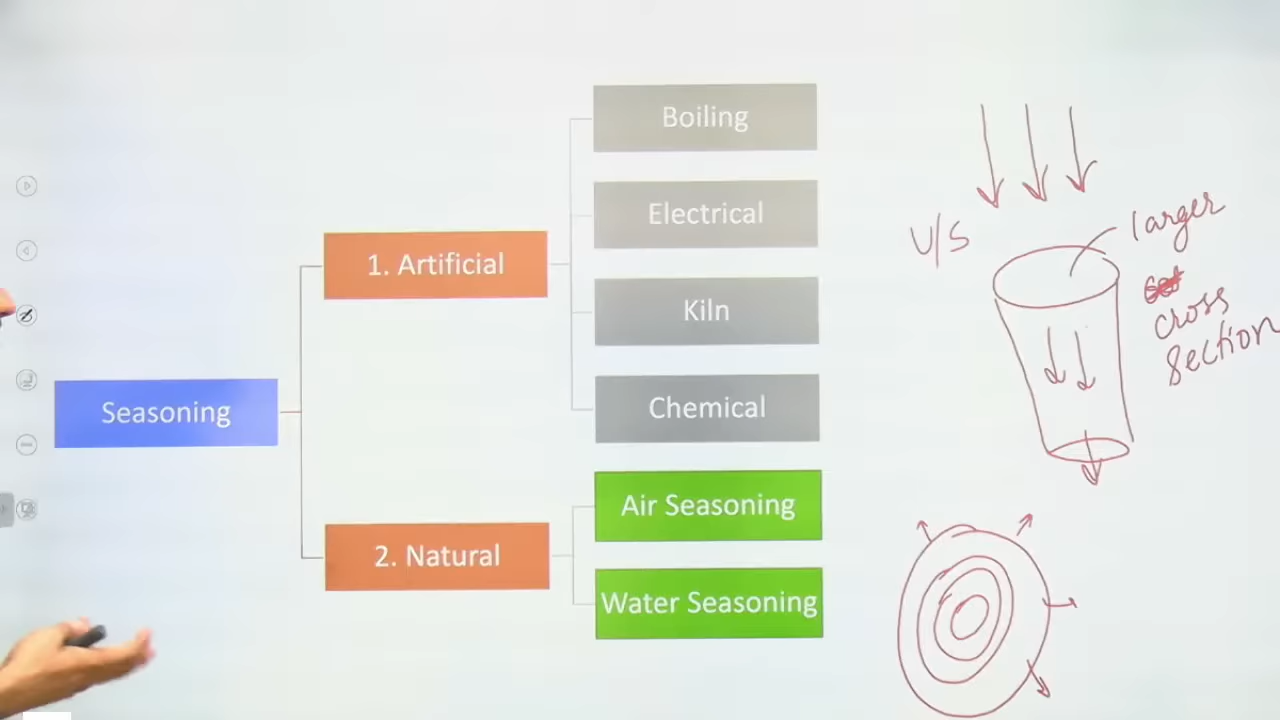 Boiling
Electrical
1. Artificial
Kiln
Chemical
Seasoning
Air Seasoning
2. Natural
Water Seasoning
U/S
larger
cross
section